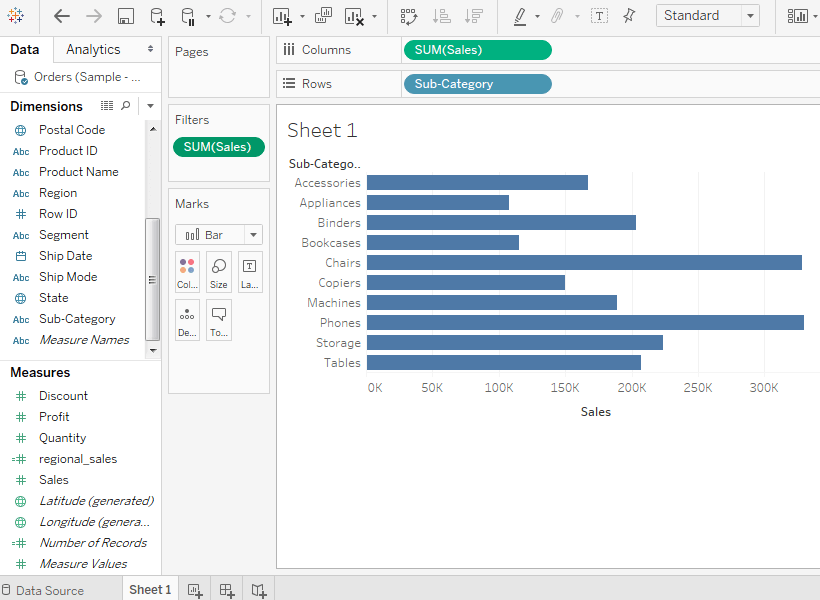 Standard
Data
Analytics
Pages
Columns
SUM(Sales)
Orders (Sample - ...
Rows
Sub-Category
Dimensions
Filters
SUM(Sales)
Postal Code
Abc Product ID
Abc Product Name
Abc Region
Row ID
Abc Segment
Ship Date
Abc Ship Mode
State
Abc Sub-Category
Abc Measure Names
Marks
Bar
Col...
Size
La...
De...
To...
Sheet 1
Sub-Catego..
Accessories
Appliances
Binders
Bookcases
Chairs
Copiers
Machines
Phones
Storage
Tables
0K 50K 100K 150K 200K 250K 300K
Sales
Measures
# Discount
# Profit
# Quantity
=# regional_sales
# Sales
Latitude (generated)
Longitude (genera...
=# Number of Records
# Measure Values
Data Source
Sheet 1